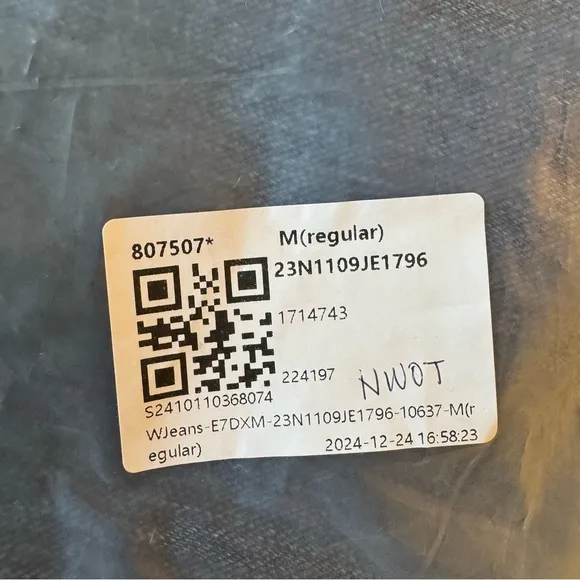 807507* M(regular)
23N1109JE1796
1714743
224197 NWOT
S2410110368074
WJeans-E7DXM-23N1109JE1796-10637-M(r
egular) 2024-12-24 16:58:23